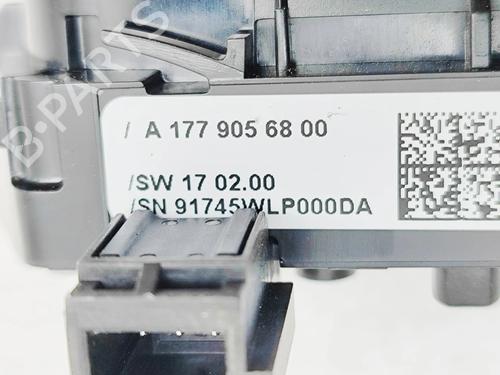 B-PARTS
/ A 177 905 68 00
/SW 17 02.00
/SN 91745WLP000DA